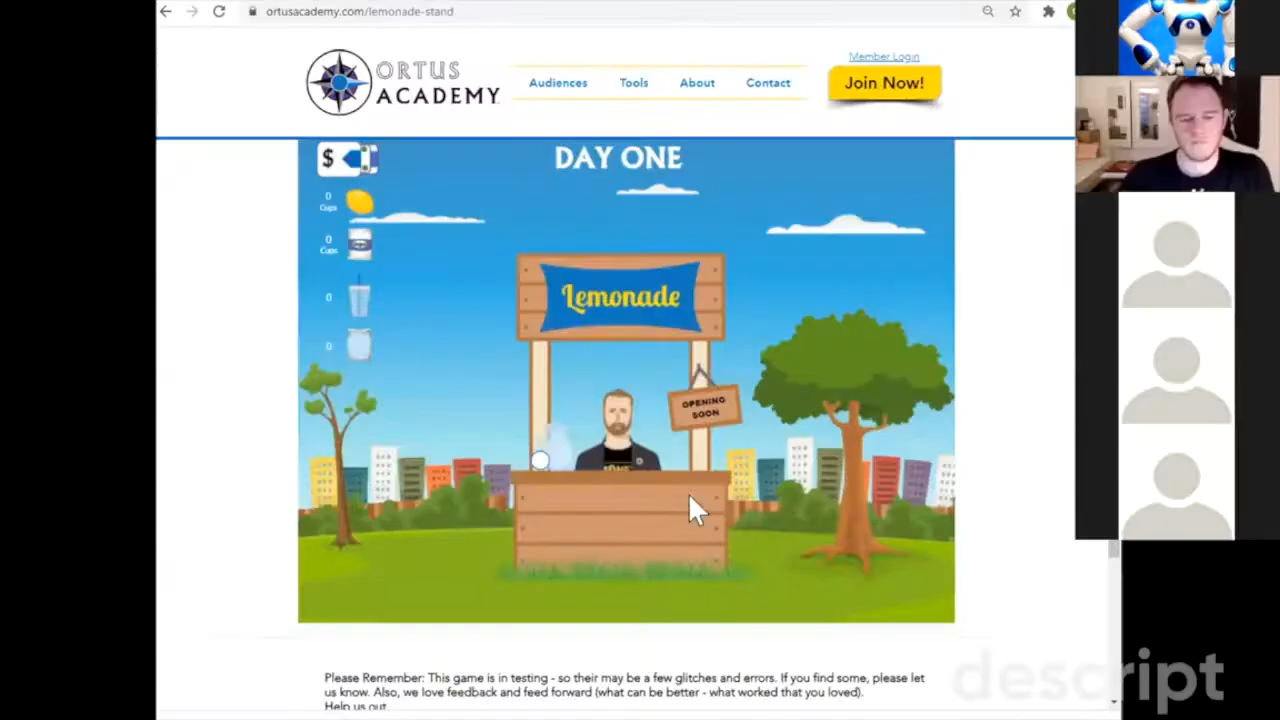 ortusacademy.com/lemonade-stand
Member Login
ORTUS
ACADEMY
Audiences
Tools
About
Contact
Join Now!
$
DAY ONE
0
Cups
0
Cups
0
0
Lemonade
OPENING
SOON
Please Remember: This game is in testing - so their may be a few glitches and errors. If you find some, please let
us know. Also, we love feedback and feed forward (what can be better - what worked that you loved).
Help us out.
descript